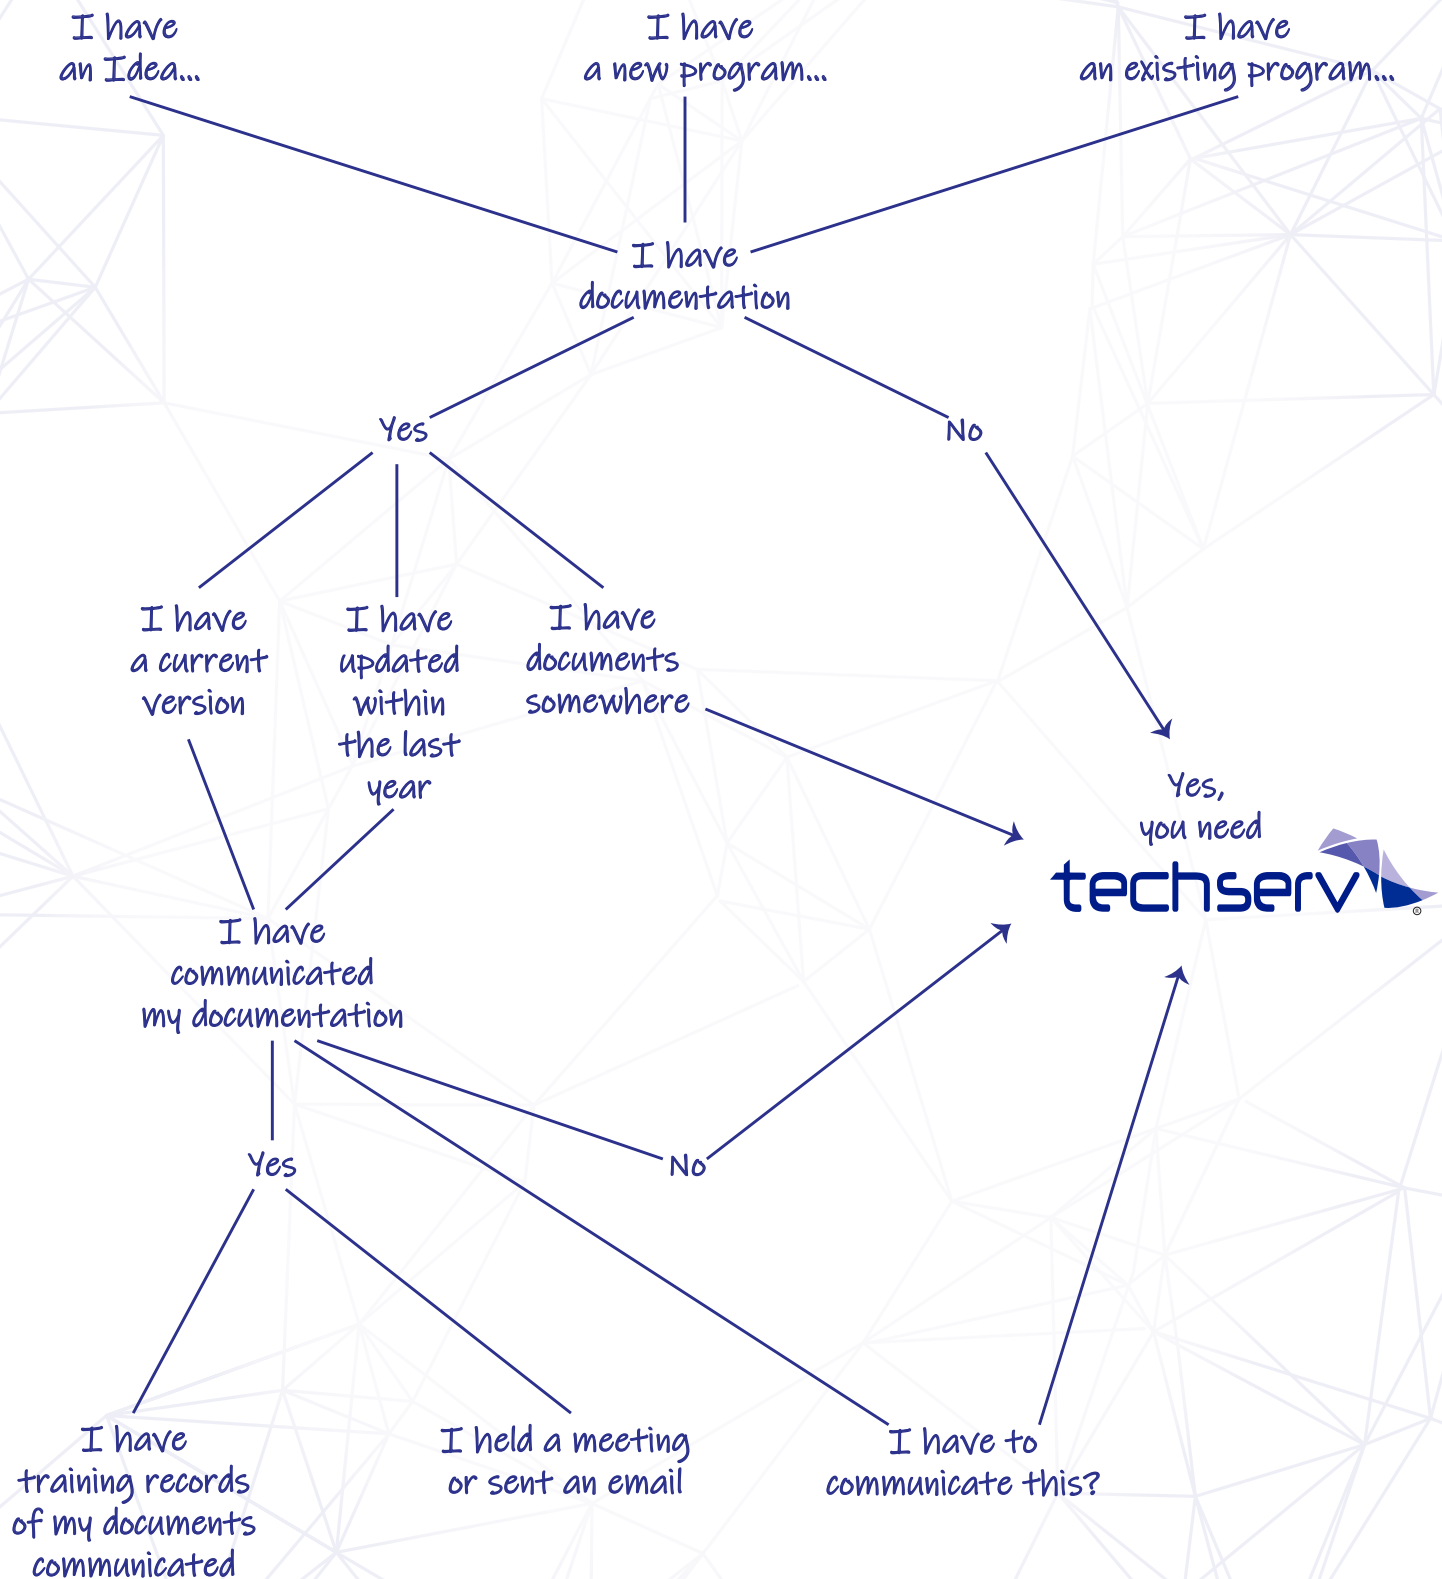 I have
an Idea...
I have
a new program...
I have
an existing program...
I have
documentation
Yes
No
I have
a current
version
I have
updated
within
the last
year
I have
documents
somewhere
Yes,
you need
techserv
®
I have
communicated
my documentation
Yes
No
I have
training records
of my documents
communicated
I held a meeting
or sent an email
I have to
communicate this?